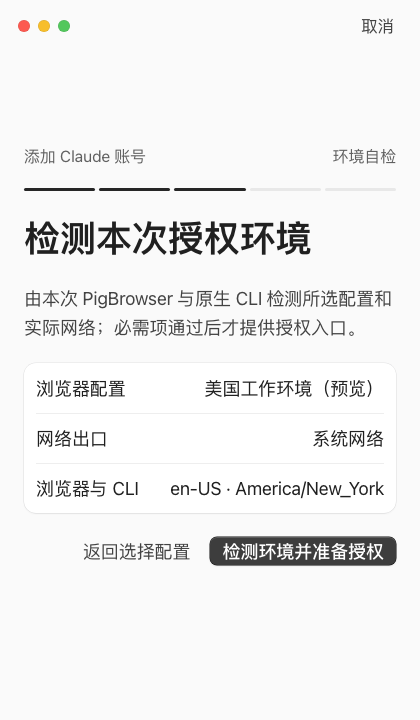 取消
添加 Claude 账号
环境自检
检测本次授权环境
由本次 PigBrowser 与原生 CLI 检测所选配置和
实际网络；必需项通过后才提供授权入口。
浏览器配置
美国工作环境（预览）
网络出口
系统网络
浏览器与 CLI
en-US · America/New_York
返回选择配置
检测环境并准备授权